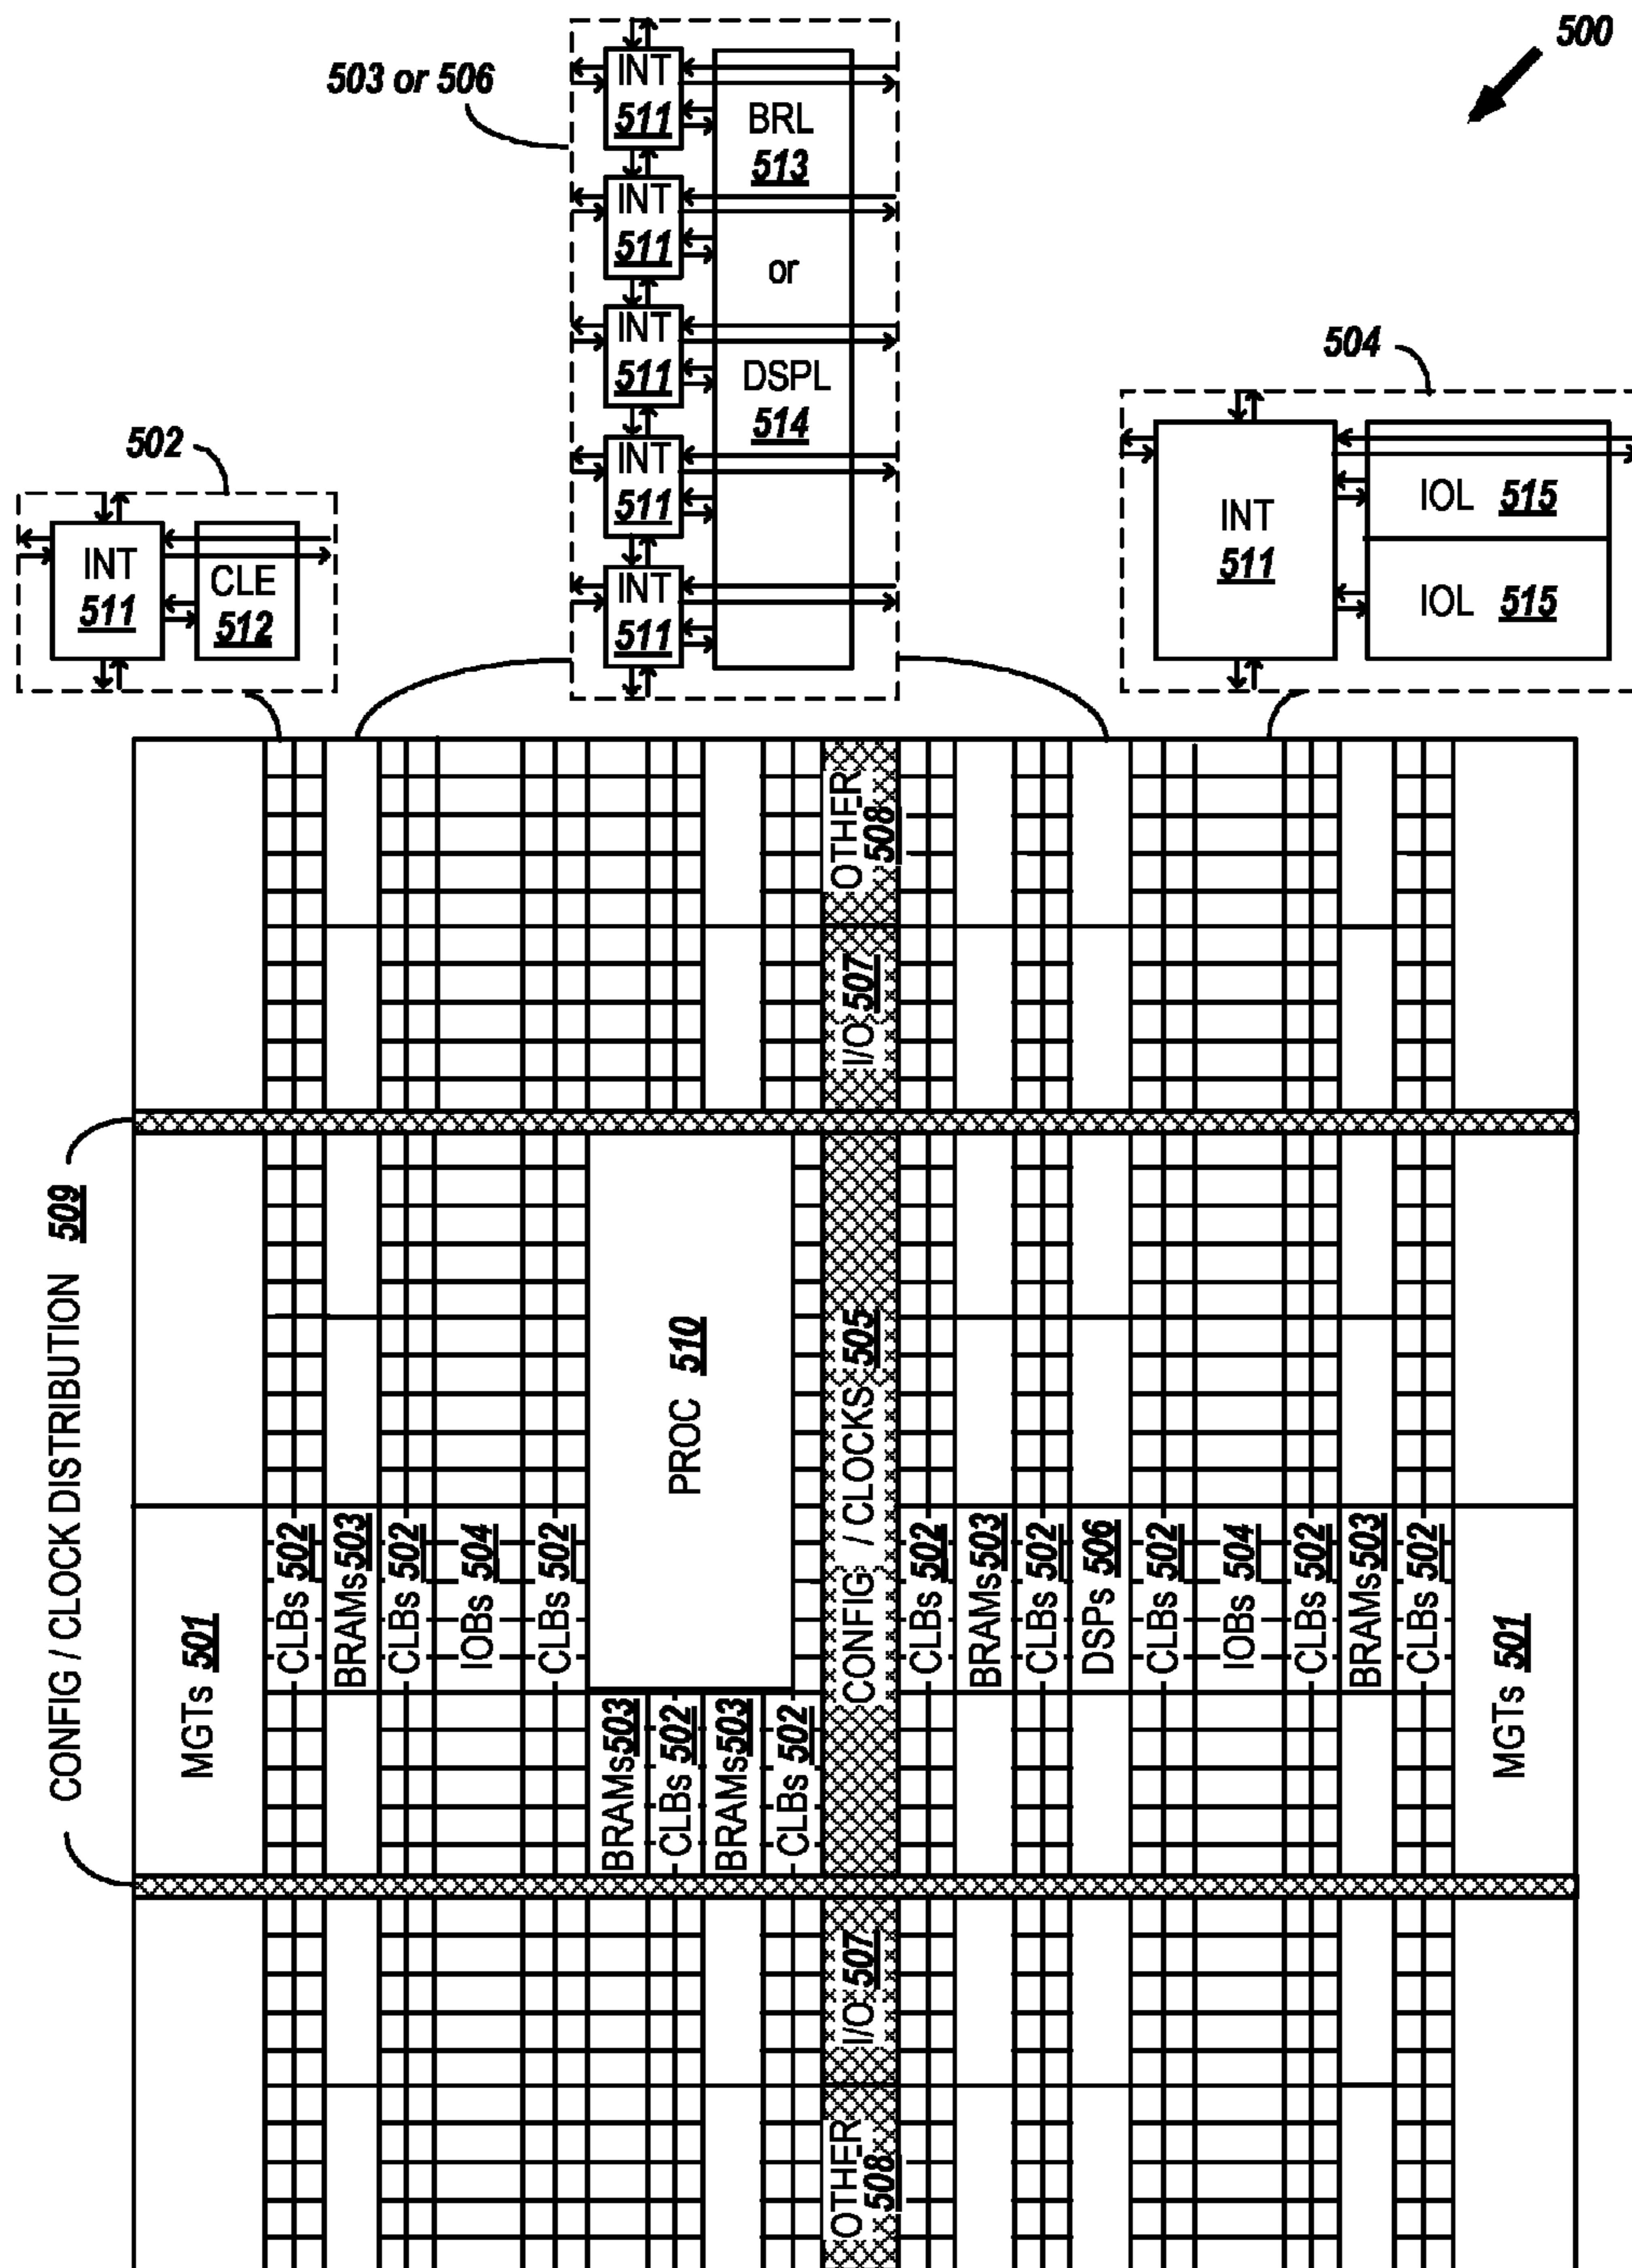 500
503 or 506
INT
511
INT
511
INT
511
INT
511
INT
511
BRL
513
or
DSPL
514
504
INT
511
IOL 515
IOL 515
502
INT
511
CLE
512
OTHER
508
I/O 507
CONFIG / CLOCK DISTRIBUTION 509
PROC 510
CONFIG / CLOCKS 505
MGTs 501
CLBs 502
BRAMs 503
CLBs 502
IOBs 504
CLBs 502
BRAMs 503
CLBs 502
BRAMs 503
CLBs 502
CLBs 502
BRAMs 503
CLBs 502
DSPs 506
CLBs 502
IOBs 504
CLBs 502
BRAMs 503
CLBs 502
MGTs 501
I/O 507
OTHER
508